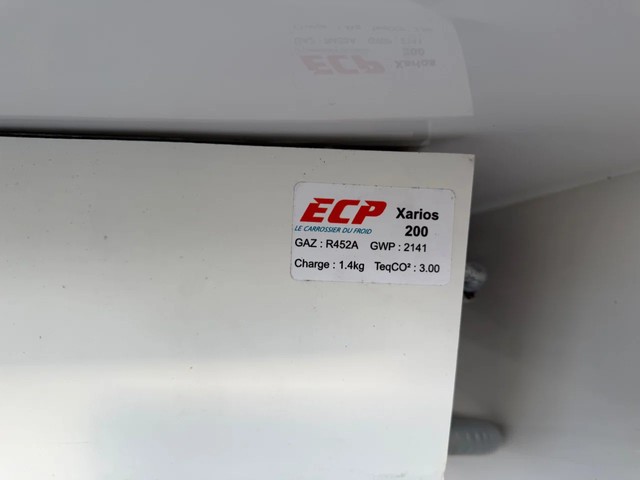 ECP Xarios
200
LE CARROSSIER DU FROID
GAZ : R452A GWP : 2141
Charge : 1.4kg TeqCO² : 3.00